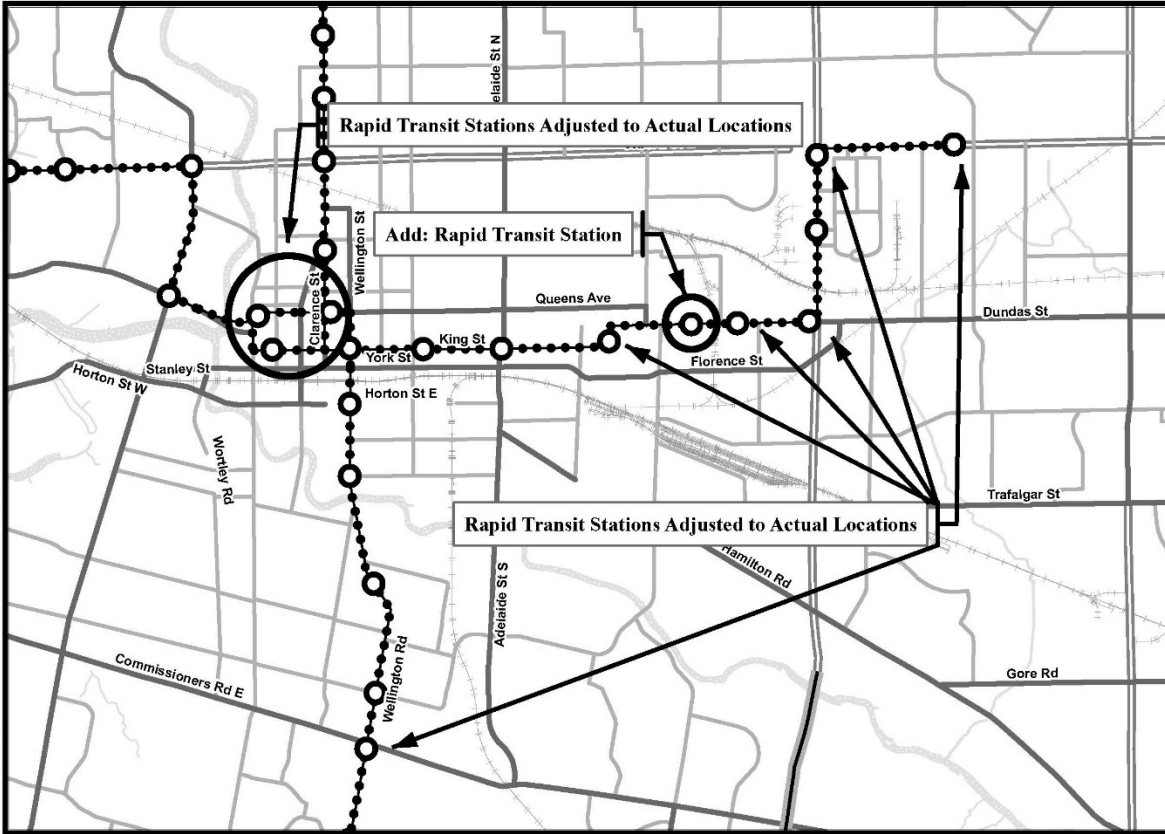 elaide St N
Rapid Transit Stations Adjusted to Actual Locations
Wellington St
Add: Rapid Transit Station
Clarence St
Queens Ave
Dundas St
King St
York St
Florence St
Stanley St
Horton St W
Horton St E
Wortley Rd
Trafalgar St
Rapid Transit Stations Adjusted to Actual Locations
Hamilton Rd
Adelaide St S
Commissioners Rd E
Wellington Rd
Gore Rd